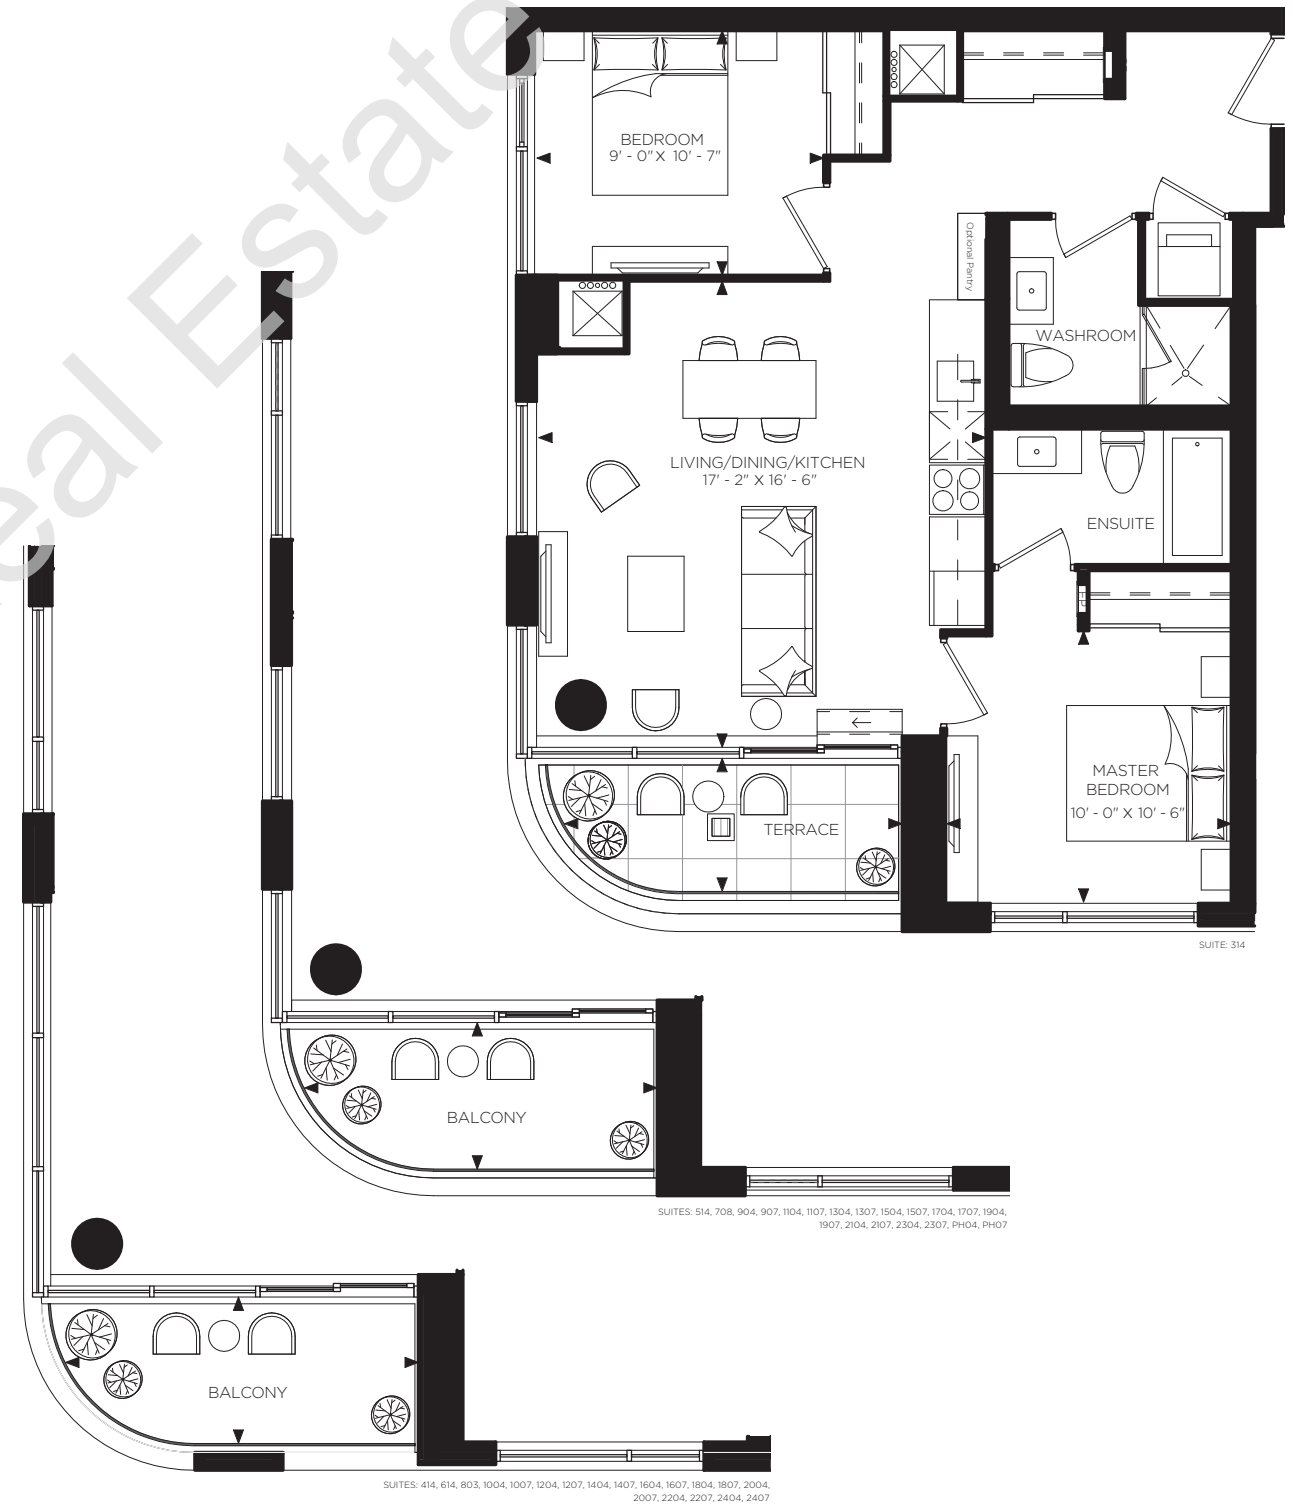 Real Estate
BEDROOM
9' - 0" X 10' - 7"
Optional Pantry
WASHROOM
LIVING/DINING/KITCHEN
17' - 2" X 16' - 6"
ENSUITE
MASTER
BEDROOM
10' - 0" X 10' - 6"
TERRACE
SUITE: 314
BALCONY
SUITES: 514, 708, 904, 907, 1104, 1107, 1304, 1307, 1504, 1507, 1704, 1707, 1904,
1907, 2104, 2107, 2304, 2307, PH04, PH07
BALCONY
SUITES: 414, 614, 803, 1004, 1007, 1204, 1207, 1404, 1407, 1604, 1607, 1804, 1807, 2004,
2007, 2204, 2207, 2404, 2407